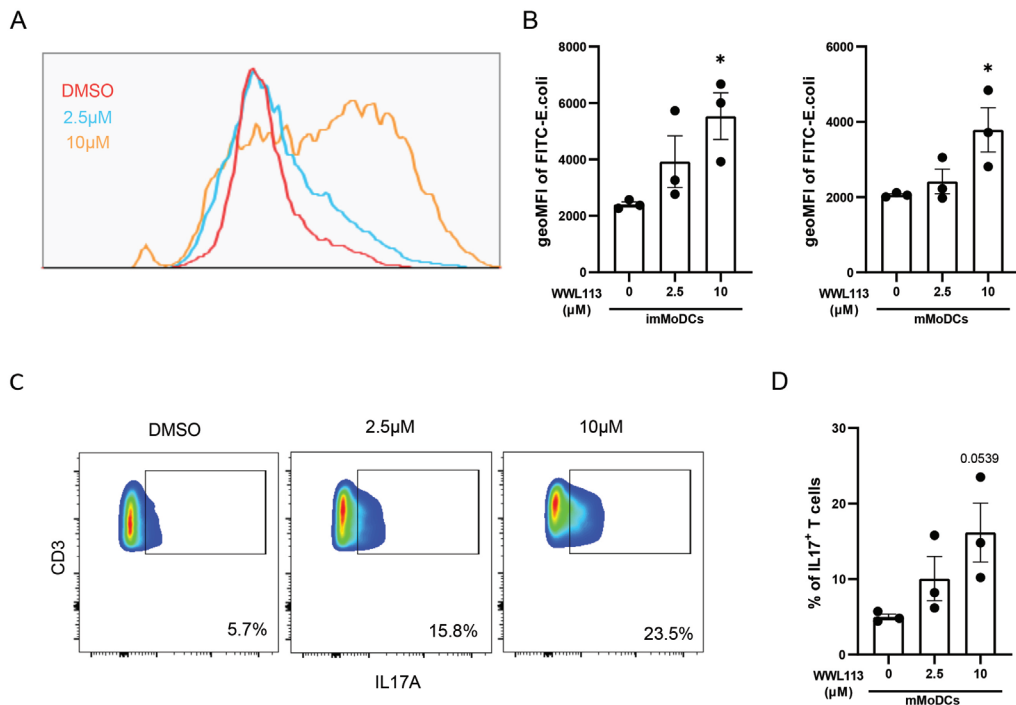 A
DMSO
2.5µM
10µM
B
geoMFI of FITC-E.coli
8000
6000
4000
2000
0
*
WWL113
(µM)
0 2.5 10
imMoDCs
geoMFI of FITC-E.coli
6000
4000
2000
0
*
WWL113
(µM)
0 2.5 10
mMoDCs
C
DMSO 2.5µM 10µM
CD3
5.7% 15.8% 23.5%
IL17A
D
% of IL17+ T cells
30
20
10
0
0.0539
WWL113
(µM)
0 2.5 10
mMoDCs